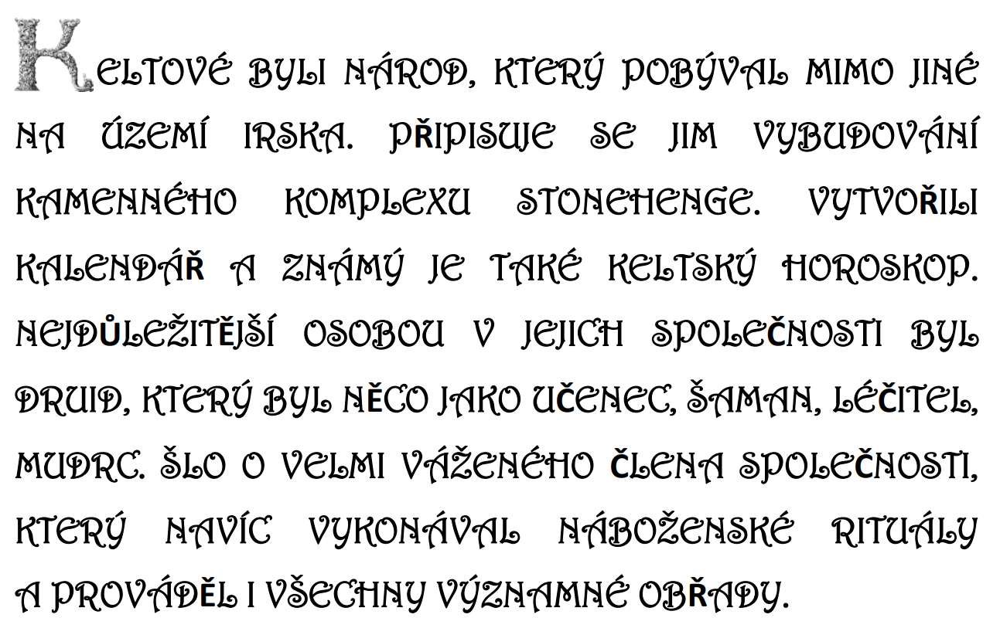 KELTOVÉ BYLI NÁROD, KTERÝ POBÝVAL MIMO JINÉ
NA ÚZEMÍ IRSKA. PŘIPISUJE SE JIM VYBUDOVÁNÍ
KAMENNÉHO KOMPLEXU STONEHENGE. VYTVOŘILI
KALENDÁŘ A ZNÁMÝ JE TAKÉ KELTSKÝ HOROSKOP.
NEJDŮLEŽITĚJŠÍ OSOBOU V JEJICH SPOLEČNOSTI BYL
DRUID, KTERÝ BYL NĚCO JAKO UČENEC, ŠAMAN, LÉČITEL,
MUDRC. ŠLO O VELMI VÁŽENÉHO ČLENA SPOLEČNOSTI,
KTERÝ NAVÍC VYKONÁVAL NÁBOŽENSKÉ RITUÁLY
A PROVÁDĚL I VŠECHNY VÝZNAMNÉ OBŘADY.